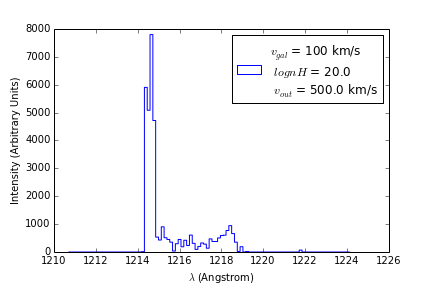 8000
7000
6000
5000
4000
3000
2000
1000
0
1210 1212 1214 1216 1218 1220 1222 1224 1226
λ (Angstrom)
Intensity (Arbitrary Units)
v_gal = 100 km/s
lognH = 20.0
v_out = 500.0 km/s